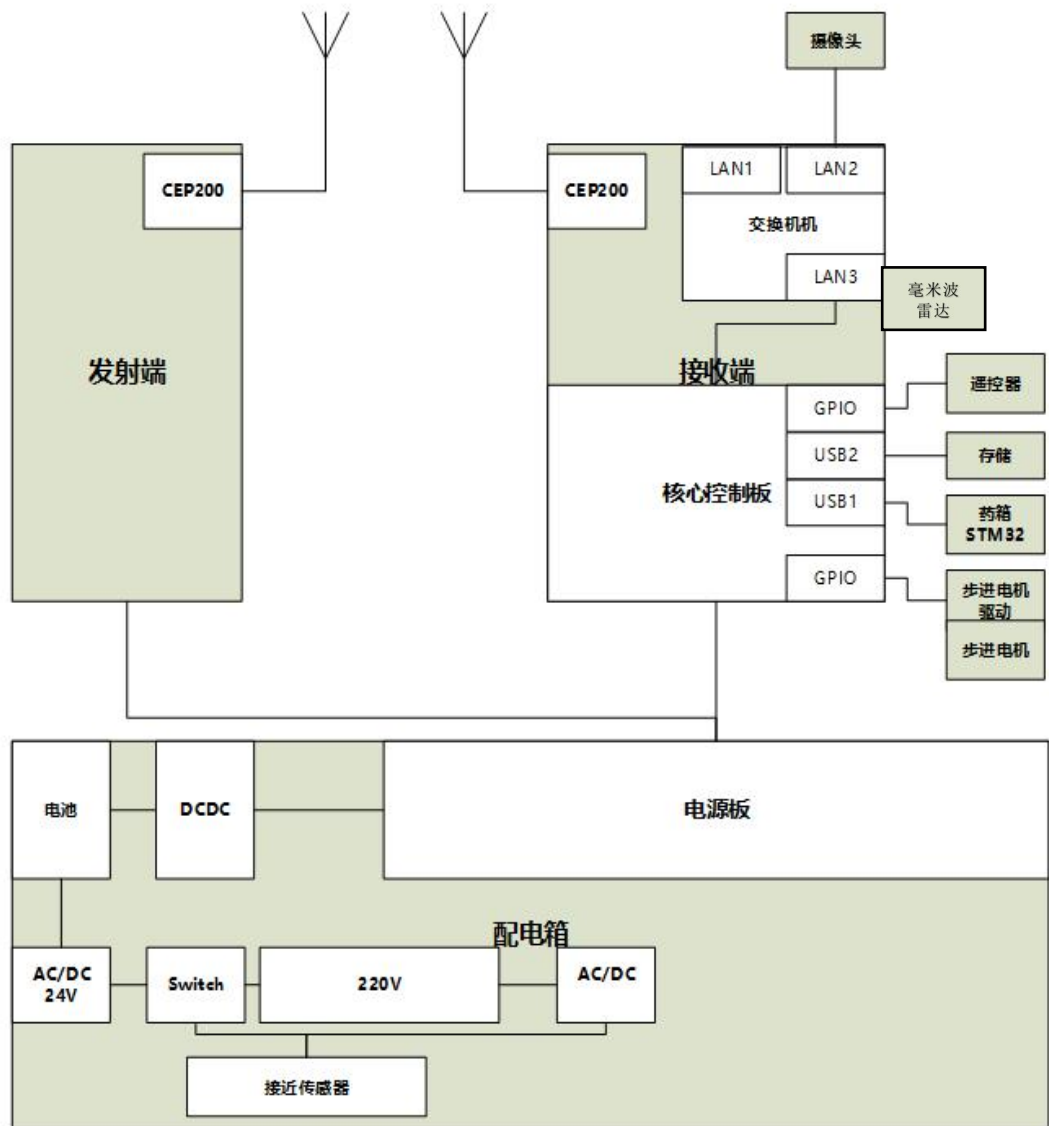 摄像头
CEP200
CEP200
LAN1
LAN2
交换机机
LAN3
毫米波
雷达
发射端
接收端
遥控器
GPIO
USB2
存储
核心控制板
USB1
药箱
STM32
GPIO
步进电机
驱动
步进电机
电池
DCDC
电源板
配电箱
AC/DC
24V
Switch
220V
AC/DC
接近传感器